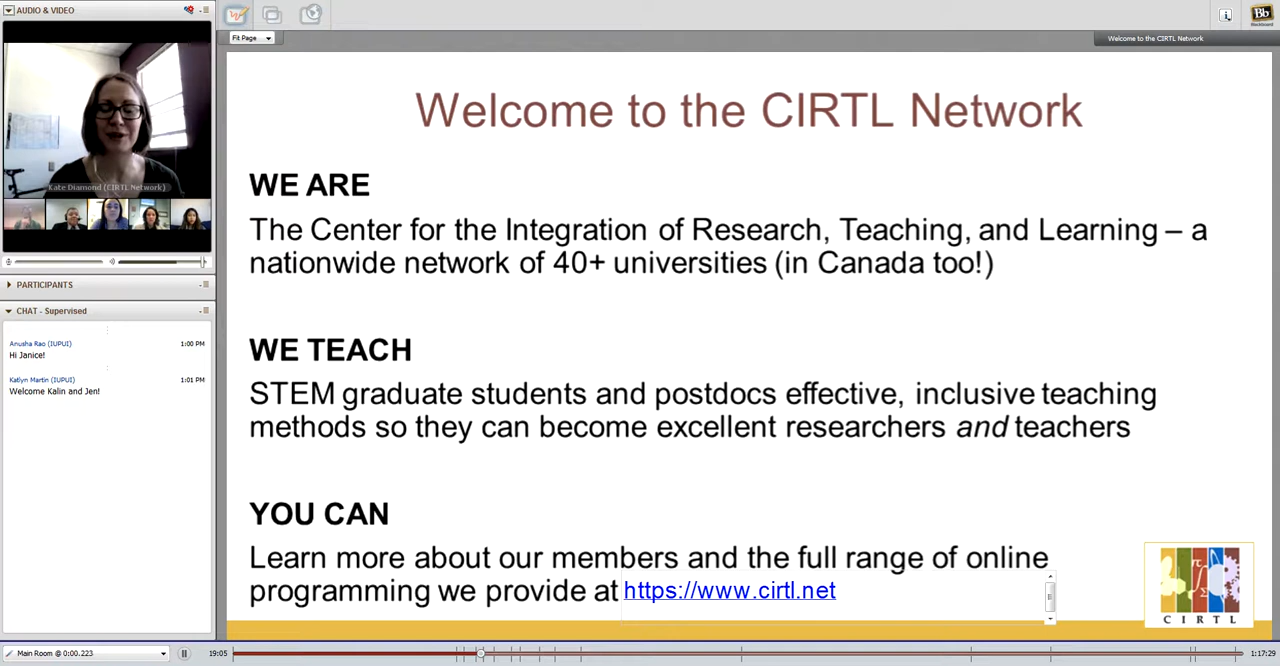 AUDIO & VIDEO
Kate Diamond (CIRTL Network)
PARTICIPANTS
CHAT - Supervised
Anusha Rao (IUPUI) 1:00 PM
Hi Janice!
Katlyn Martin (IUPUI) 1:01 PM
Welcome Kalin and Jen!
Fit Page
Bb
Blackboard
Welcome to the CIRTL Network
Welcome to the CIRTL Network
WE ARE
The Center for the Integration of Research, Teaching, and Learning – a
nationwide network of 40+ universities (in Canada too!)
WE TEACH
STEM graduate students and postdocs effective, inclusive teaching
methods so they can become excellent researchers and teachers
YOU CAN
Learn more about our members and the full range of online
programming we provide at https://www.cirtl.net
CIRTL
Main Room @ 0:00.223
19:05
1:17:29